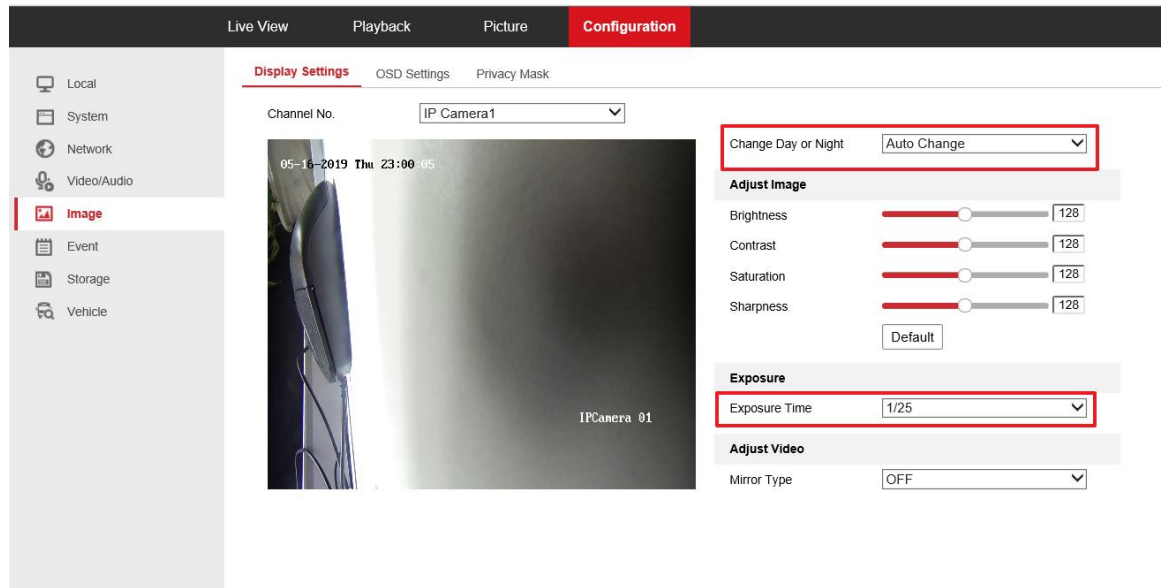 Live View Playback Picture Configuration
Local
System
Network
Video/Audio
Image
Event
Storage
Vehicle
Display Settings OSD Settings Privacy Mask
Channel No. IP Camera1
05-16-2019 Thu 23:00:05
IPCamera 01
Change Day or Night Auto Change
Adjust Image
Brightness 128
Contrast 128
Saturation 128
Sharpness 128
Default
Exposure
Exposure Time 1/25
Adjust Video
Mirror Type OFF